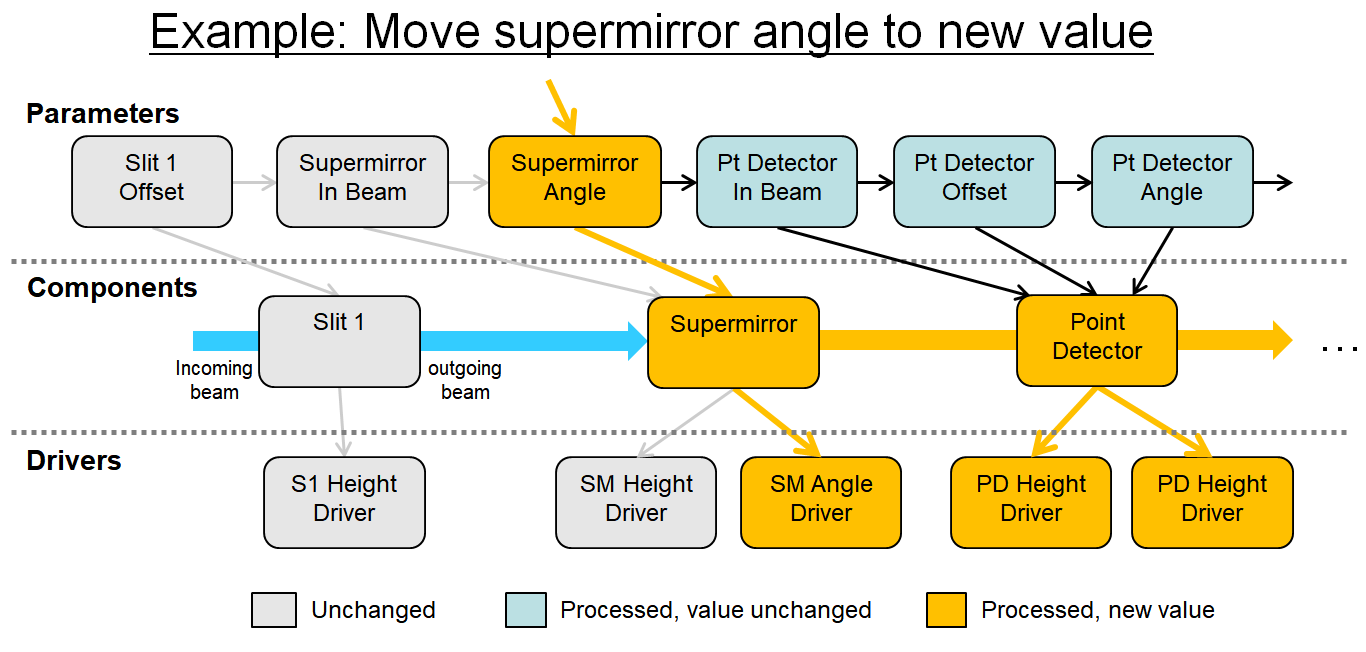 Example: Move supermirror angle to new value
Parameters
Slit 1
Offset
Supermirror
In Beam
Supermirror
Angle
Pt Detector
In Beam
Pt Detector
Offset
Pt Detector
Angle
Components
Slit 1
Supermirror
Point
Detector
Incoming
beam
outgoing
beam
...
Drivers
S1 Height
Driver
SM Height
Driver
SM Angle
Driver
PD Height
Driver
PD Height
Driver
Unchanged
Processed, value unchanged
Processed, new value